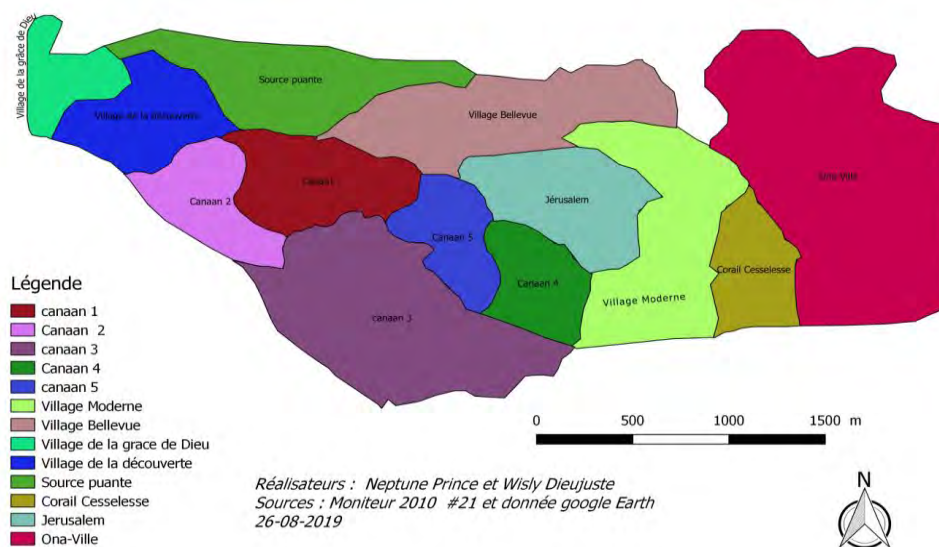 Village de la grâce de Dieu
Source puante
Village de la découverte
Village Bellevue
Canaan 2
Jérusalem
Ona-Ville
Canaan 5
Corail Cesselesse
Canaan 4
Village Moderne
canaan 3
Légende
canaan 1
Canaan 2
canaan 3
Canaan 4
canaan 5
Village Moderne
Village Bellevue
Village de la grace de Dieu
Village de la découverte
Source puante
Corail Cesselesse
Jerusalem
Ona-Ville
0 500 1000 1500 m
Réalisateurs : Neptune Prince et Wisly Dieujuste
Sources : Moniteur 2010 #21 et donnée google Earth
26-08-2019
N